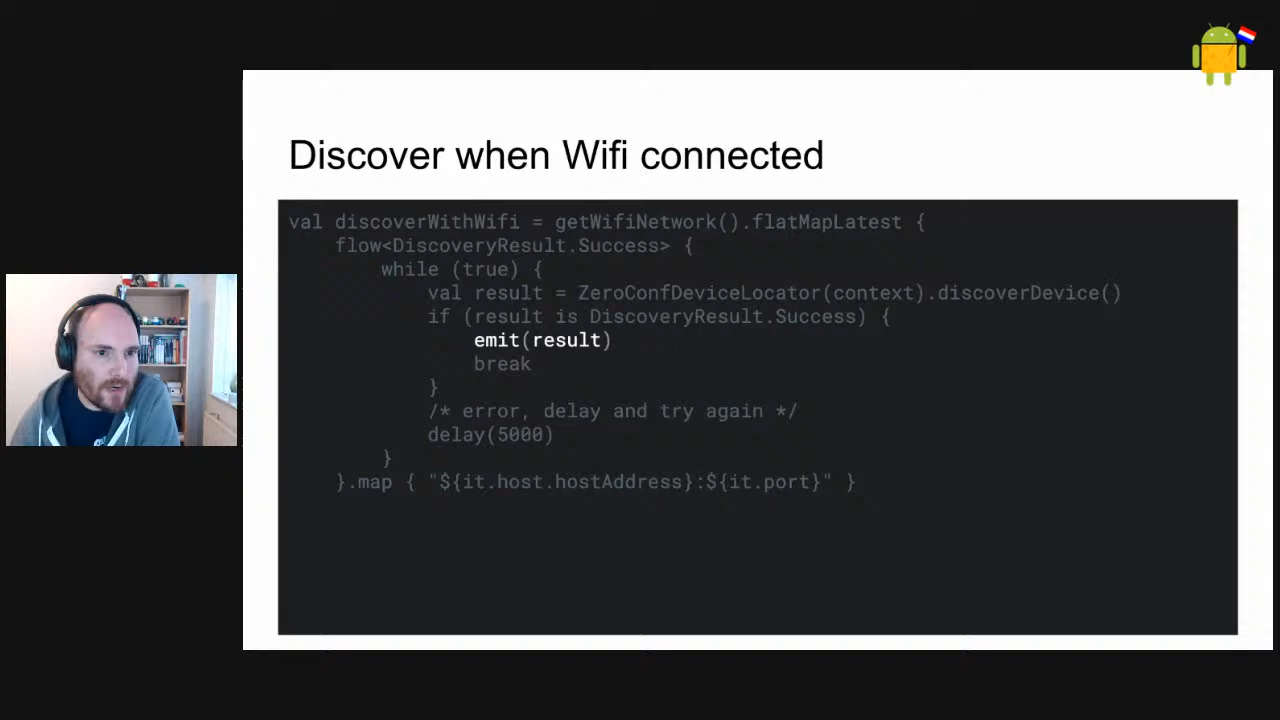 Discover when Wifi connected
val discoverWithWifi = getWifiNetwork().flatMapLatest {
flow<DiscoveryResult.Success> {
while (true) {
val result = ZeroConfDeviceLocator(context).discoverDevice()
if (result is DiscoveryResult.Success) {
emit(result)
break
}
/* error, delay and try again */
delay(5000)
}
}.map { "${it.host.hostAddress}:${it.port}" }